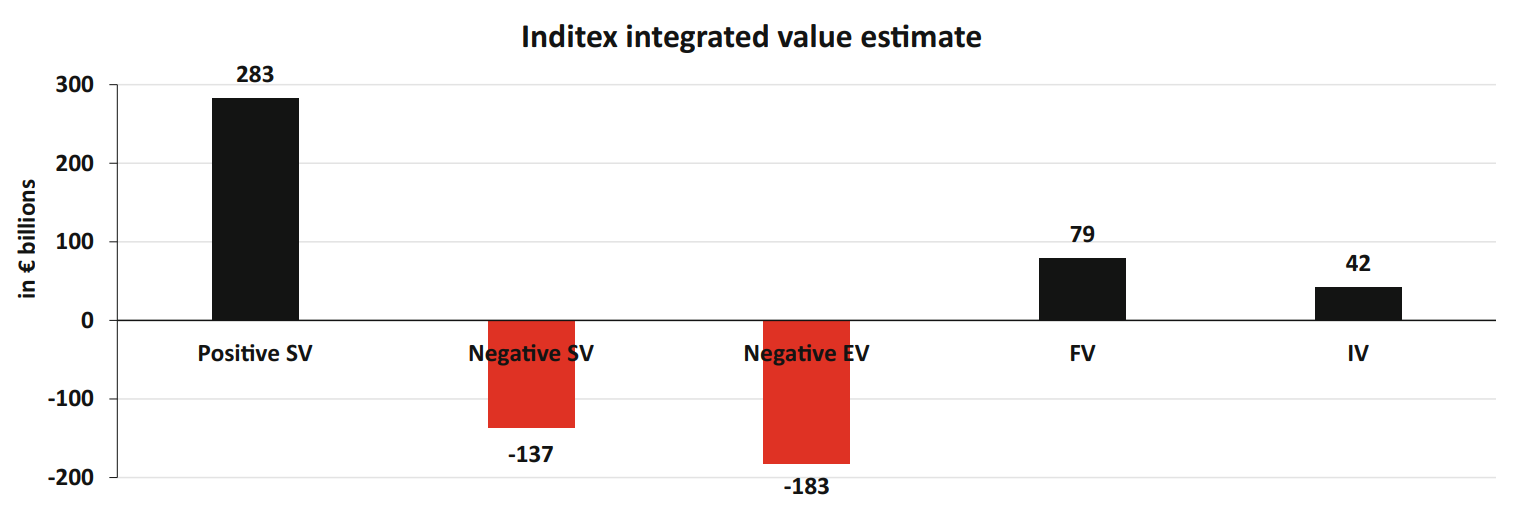 Inditex integrated value estimate
in € billions
300
200
100
0
-100
-200
283
-137
-183
79
42
Positive SV
Negative SV
Negative EV
FV
IV